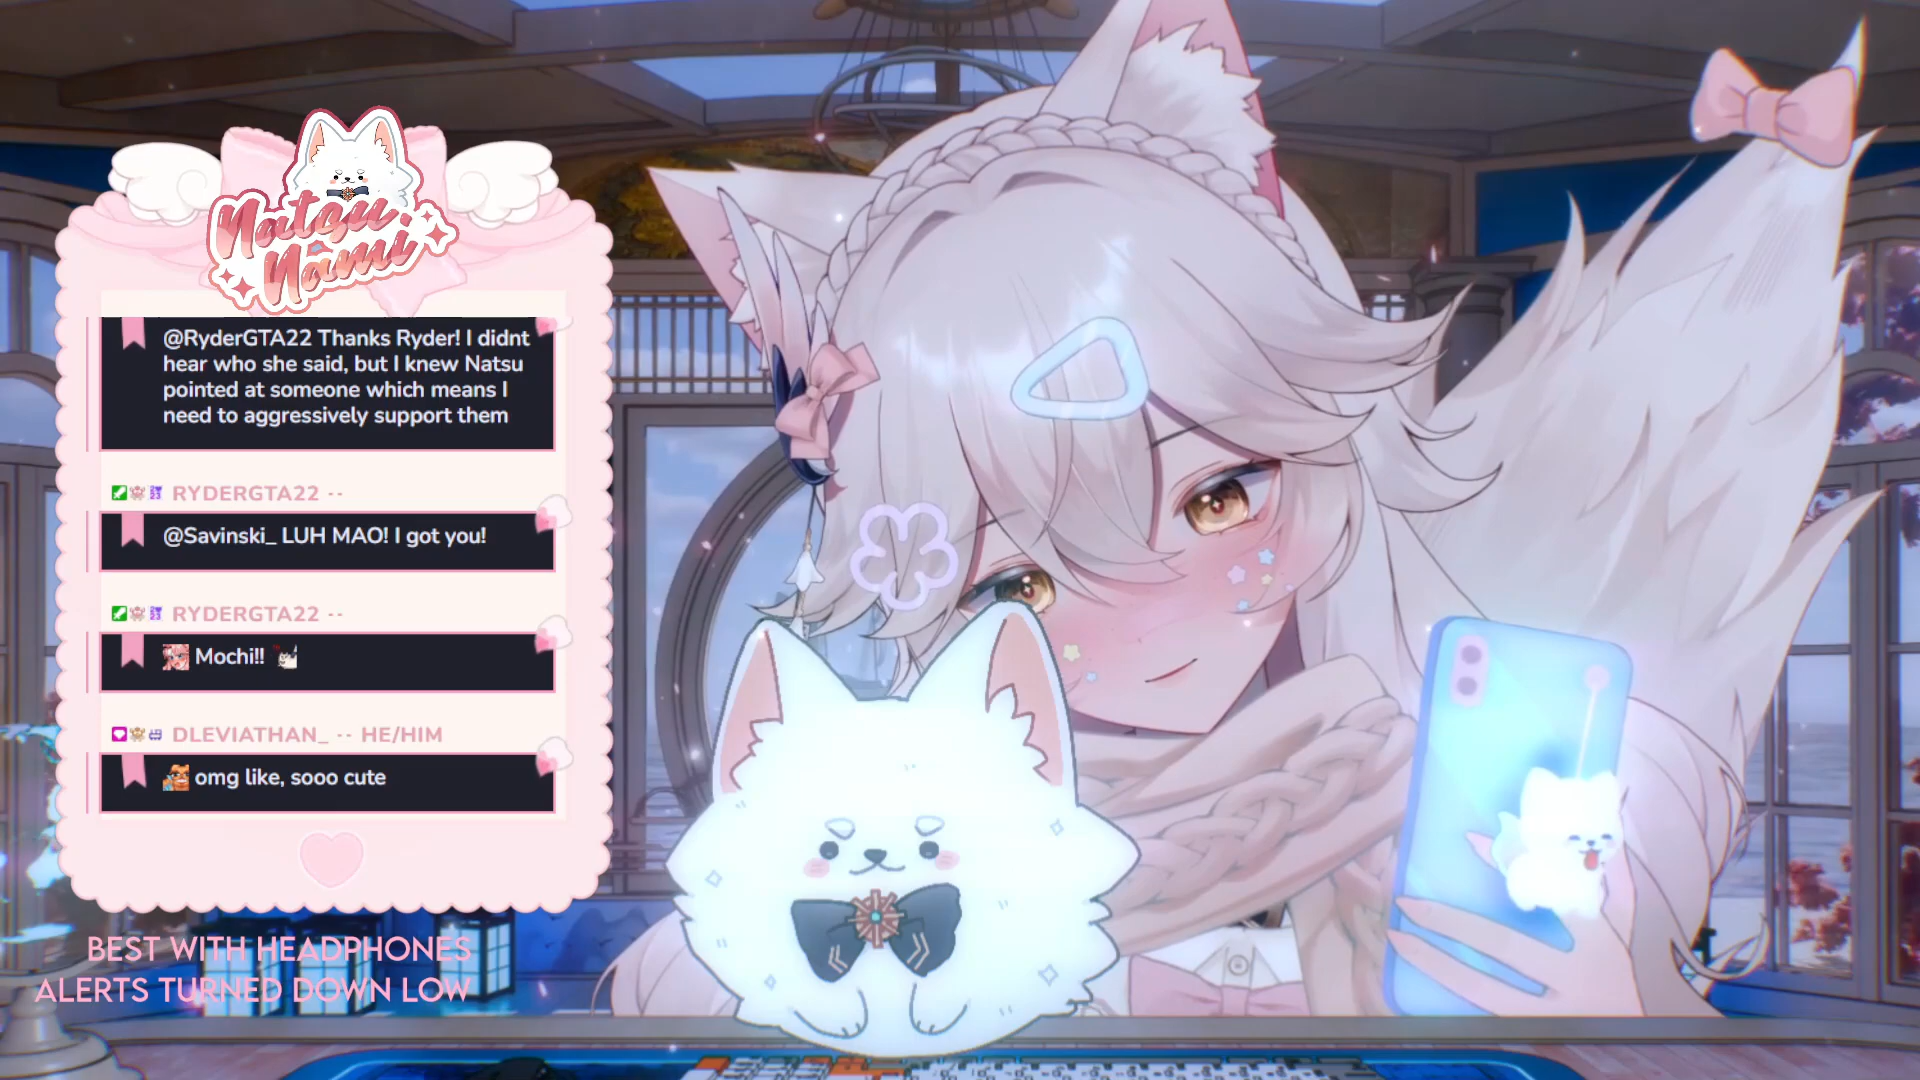 Natsu
Nami
@RyderGTA22 Thanks Ryder! I didnt
hear who she said, but I knew Natsu
pointed at someone which means I
need to aggressively support them
RYDERGTA22 --
@Savinski_ LUH MAO! I got you!
RYDERGTA22 --
Mochi!!
DLEVIATHAN_ -- HE/HIM
omg like, sooo cute
BEST WITH HEADPHONES
ALERTS TURNED DOWN LOW